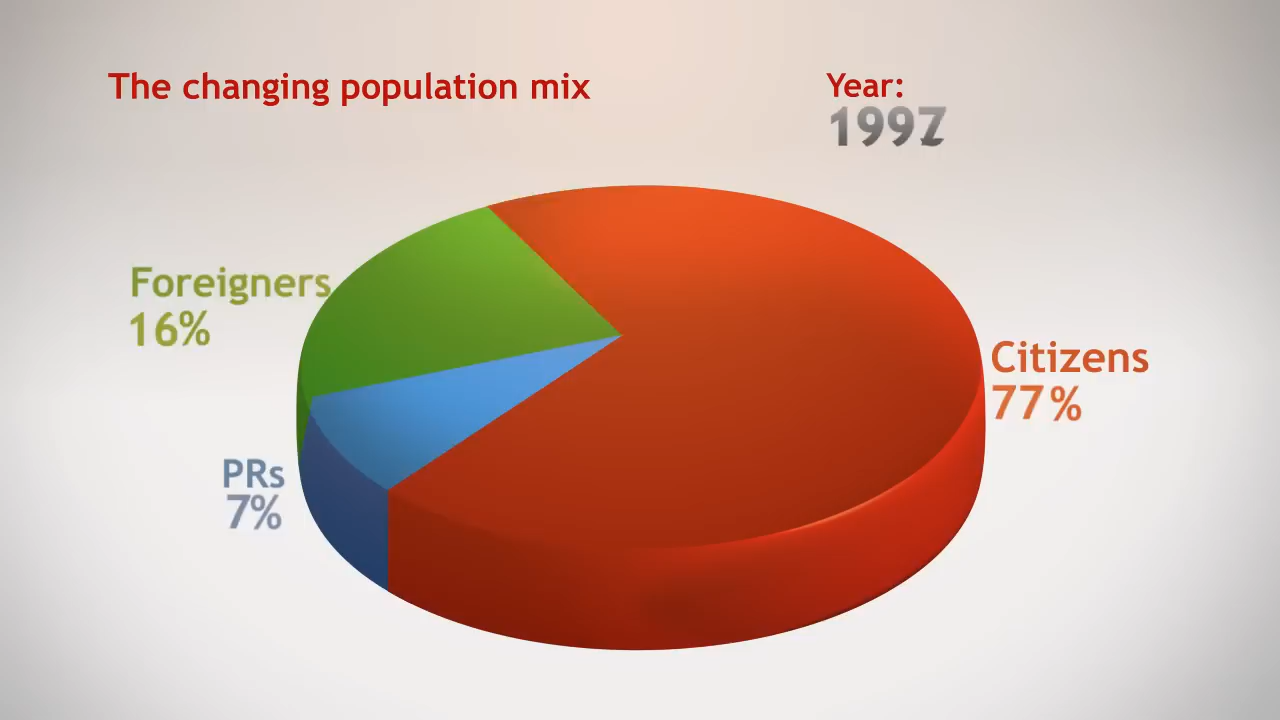 The changing population mix
Year:
1997
Foreigners
16%
Citizens
77%
PRs
7%